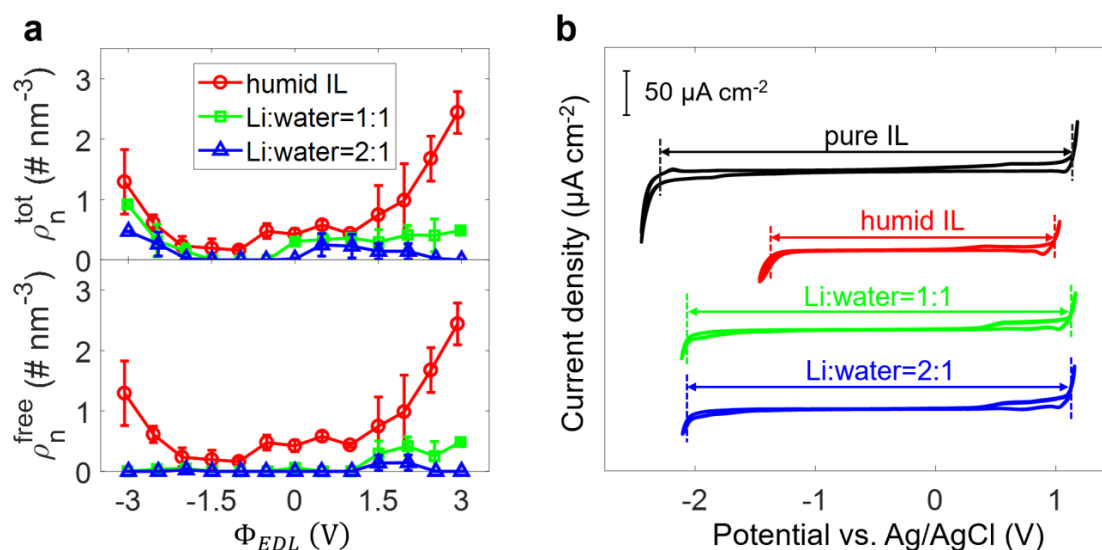 a
3
2
1
0
ρₙᵗᵒᵗ (# nm⁻³)
humid IL
Li:water=1:1
Li:water=2:1
3
2
1
0
ρₙᶠʳᵉᵉ (# nm⁻³)
-3 -1.5 0 1.5 3
Φ_EDL (V)
b
50 µA cm⁻²
pure IL
humid IL
Li:water=1:1
Li:water=2:1
Current density (µA cm⁻²)
-2 -1 0 1
Potential vs. Ag/AgCl (V)